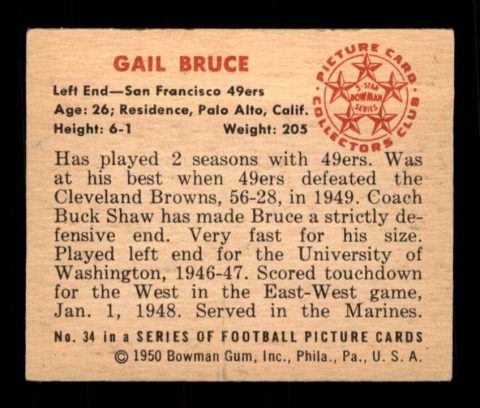 GAIL BRUCE
Left End—San Francisco 49ers
Age: 26; Residence, Palo Alto, Calif.
Height: 6-1 Weight: 205
PICTURE CARD
COLLECTORS CLUB
5-STAR
BOWMAN
SERIES
Has played 2 seasons with 49ers. Was
at his best when 49ers defeated the
Cleveland Browns, 56-28, in 1949. Coach
Buck Shaw has made Bruce a strictly de-
fensive end. Very fast for his size.
Played left end for the University of
Washington, 1946-47. Scored touchdown
for the West in the East-West game,
Jan. 1, 1948. Served in the Marines.
No. 34 in a SERIES OF FOOTBALL PICTURE CARDS
©1950 Bowman Gum, Inc., Phila., Pa., U. S. A.